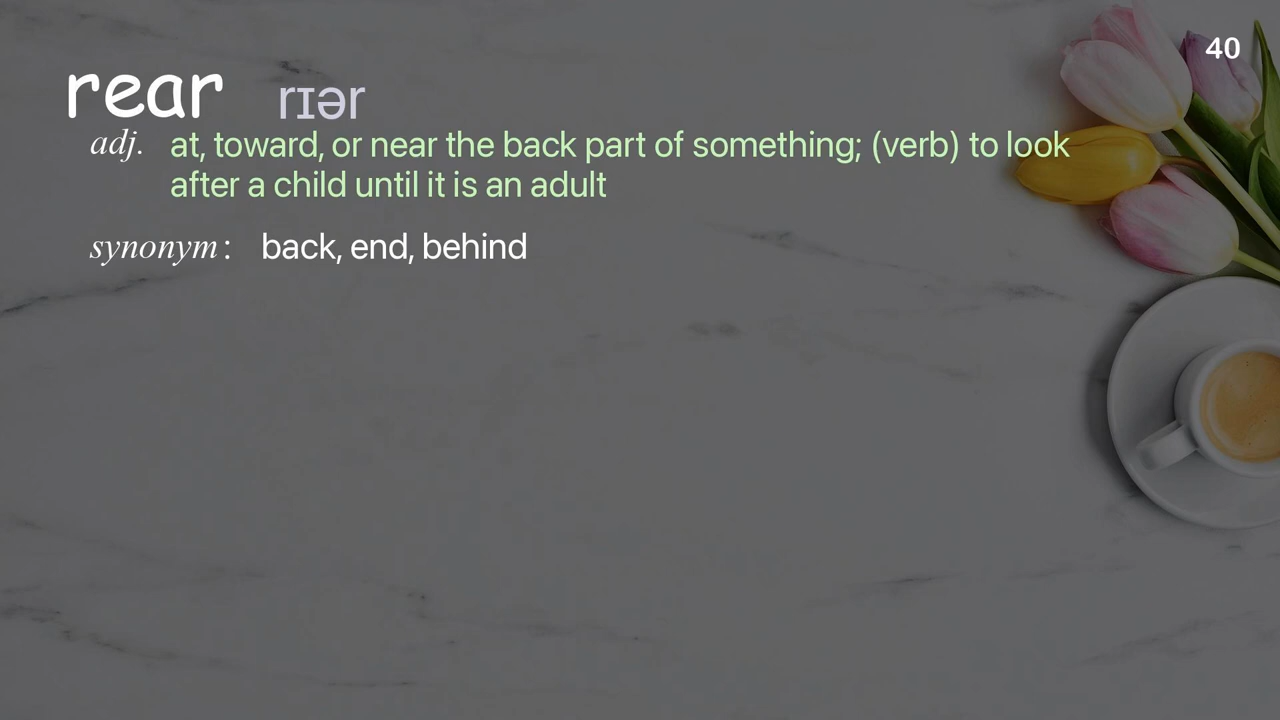 40
rear rɪər
adj. at, toward, or near the back part of something; (verb) to look
after a child until it is an adult
synonym: back, end, behind